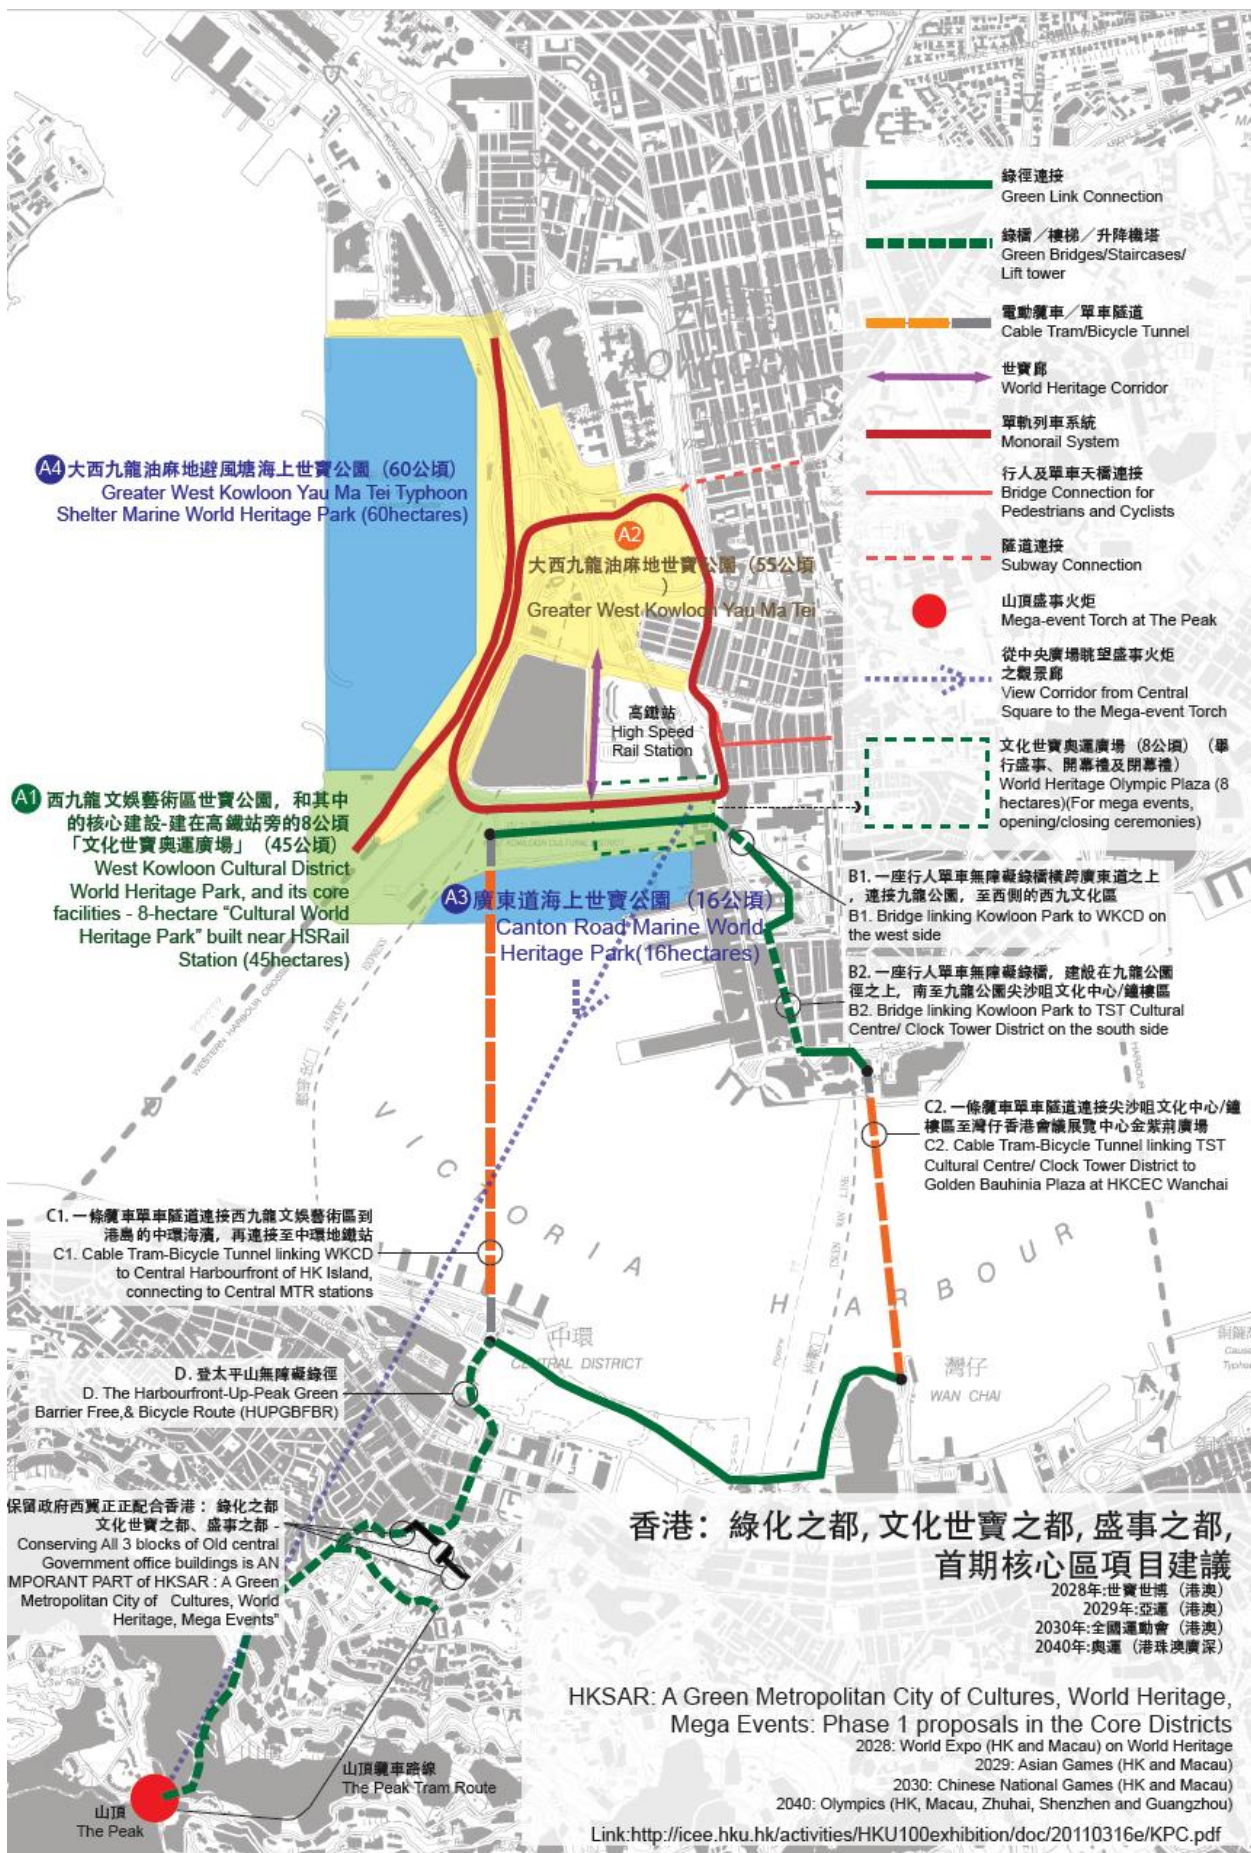 綠徑連接
Green Link Connection
綠橋／樓梯／升降機塔
Green Bridges/Staircases/
Lift tower
電動纜車／單車隧道
Cable Tram/Bicycle Tunnel
世寶廊
World Heritage Corridor
單軌列車系統
Monorail System
行人及單車天橋連接
Bridge Connection for
Pedestrians and Cyclists
隧道連接
Subway Connection
山頂盛事火炬
Mega-event Torch at The Peak
從中央廣場眺望盛事火炬
之觀景廊
View Corridor from Central
Square to the Mega-event Torch
文化世寶奧運廣場（8公頃）（舉
行盛事、開幕禮及閉幕禮）
World Heritage Olympic Plaza (8
hectares)(For mega events,
opening/closing ceremonies)
KOWLOON
A4 大西九龍油麻地避風塘海上世寶公園（60公頃）
Greater West Kowloon Yau Ma Tei Typhoon
Shelter Marine World Heritage Park (60hectares)
A2
大西九龍油麻地世寶公園（55公頃
）
Greater West Kowloon Yau Ma Tei
高鐵站
High Speed
Rail Station
A1 西九龍文娛藝術區世寶公園，和其中
的核心建設-建在高鐵站旁的8公頃
「文化世寶奧運廣場」（45公頃）
West Kowloon Cultural District
World Heritage Park, and its core
facilities - 8-hectare “Cultural World
Heritage Park” built near HSRail
Station (45hectares)
WEST KOWLOON CULTURAL DISTRICT
A3 廣東道海上世寶公園（16公頃）
Canton Road Marine World
Heritage Park(16hectares)
B1. 一座行人單車無障礙綠橋橫跨廣東道之上
，連接九龍公園，至西側的西九文化區
B1. Bridge linking Kowloon Park to WKCD on
the west side
B2. 一座行人單車無障礙綠橋，建設在九龍公園
徑之上，南至九龍公園尖沙咀文化中心/鐘樓區
B2. Bridge linking Kowloon Park to TST Cultural
Centre/ Clock Tower District on the south side
WESTERN HARBOUR CROSSING
AIRPORT EXPRESS
HARBOUR
VICTORIA
HARBOUR
TSUEN WAN LINE
C2. 一條纜車單車隧道連接尖沙咀文化中心/鐘
樓區至灣仔香港會議展覽中心金紫荊廣場
C2. Cable Tram-Bicycle Tunnel linking TST
Cultural Centre/ Clock Tower District to
Golden Bauhinia Plaza at HKCEC Wanchai
C1. 一條纜車單車隧道連接西九龍文娛藝術區到
港島的中環海濱，再連接至中環地鐵站
C1. Cable Tram-Bicycle Tunnel linking WKCD
to Central Harbourfront of HK Island,
connecting to Central MTR stations
中環
CENTRAL DISTRICT
灣仔
WAN CHAI
D. 登太平山無障礙綠徑
D. The Harbourfront-Up-Peak Green
Barrier Free,& Bicycle Route (HUPGBFBR)
保留政府西翼正正配合香港：綠化之都
文化世寶之都、盛事之都 -
Conserving All 3 blocks of Old central
Government office buildings is AN
MPORANT PART of HKSAR : A Green
Metropolitan City of Cultures, World
Heritage, Mega Events”
山頂纜車路線
The Peak Tram Route
山頂
The Peak
香港：綠化之都, 文化世寶之都, 盛事之都,
首期核心區項目建議
2028年:世寶世博（港澳）
2029年:亞運（港澳）
2030年:全國運動會（港澳）
2040年:奧運（港珠澳廣深）
HKSAR: A Green Metropolitan City of Cultures, World Heritage,
Mega Events: Phase 1 proposals in the Core Districts
2028: World Expo (HK and Macau) on World Heritage
2029: Asian Games (HK and Macau)
2030: Chinese National Games (HK and Macau)
2040: Olympics (HK, Macau, Zhuhai, Shenzhen and Guangzhou)
Link:http://icee.hku.hk/activities/HKU100exhibition/doc/20110316e/KPC.pdf